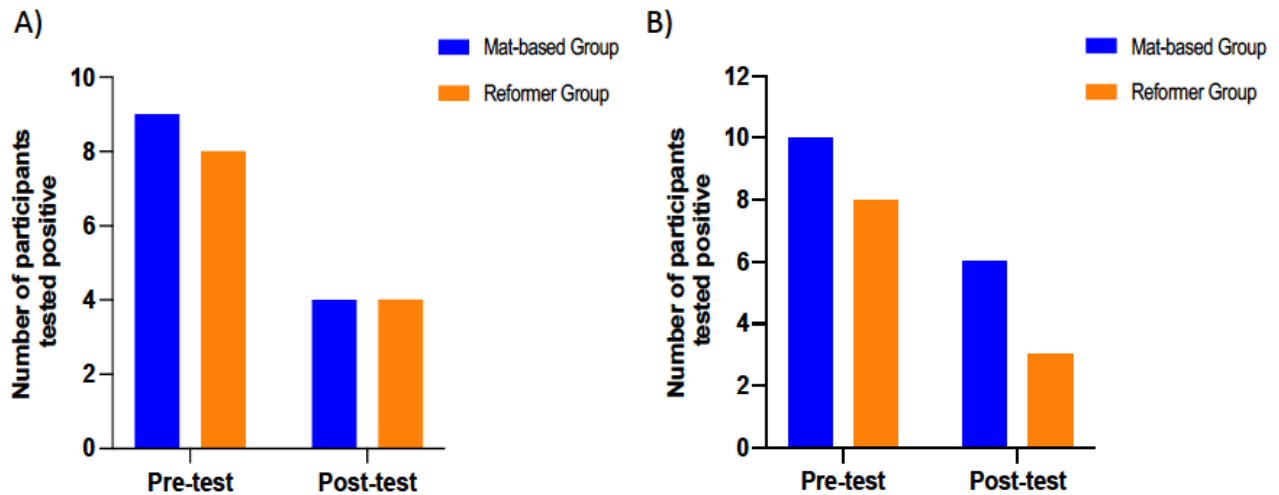 A)
Mat-based Group
Reformer Group
Number of participants
tested positive
10
8
6
4
2
0
Pre-test
Post-test
B)
Mat-based Group
Reformer Group
Number of participants
tested positive
12
10
8
6
4
2
0
Pre-test
Post-test